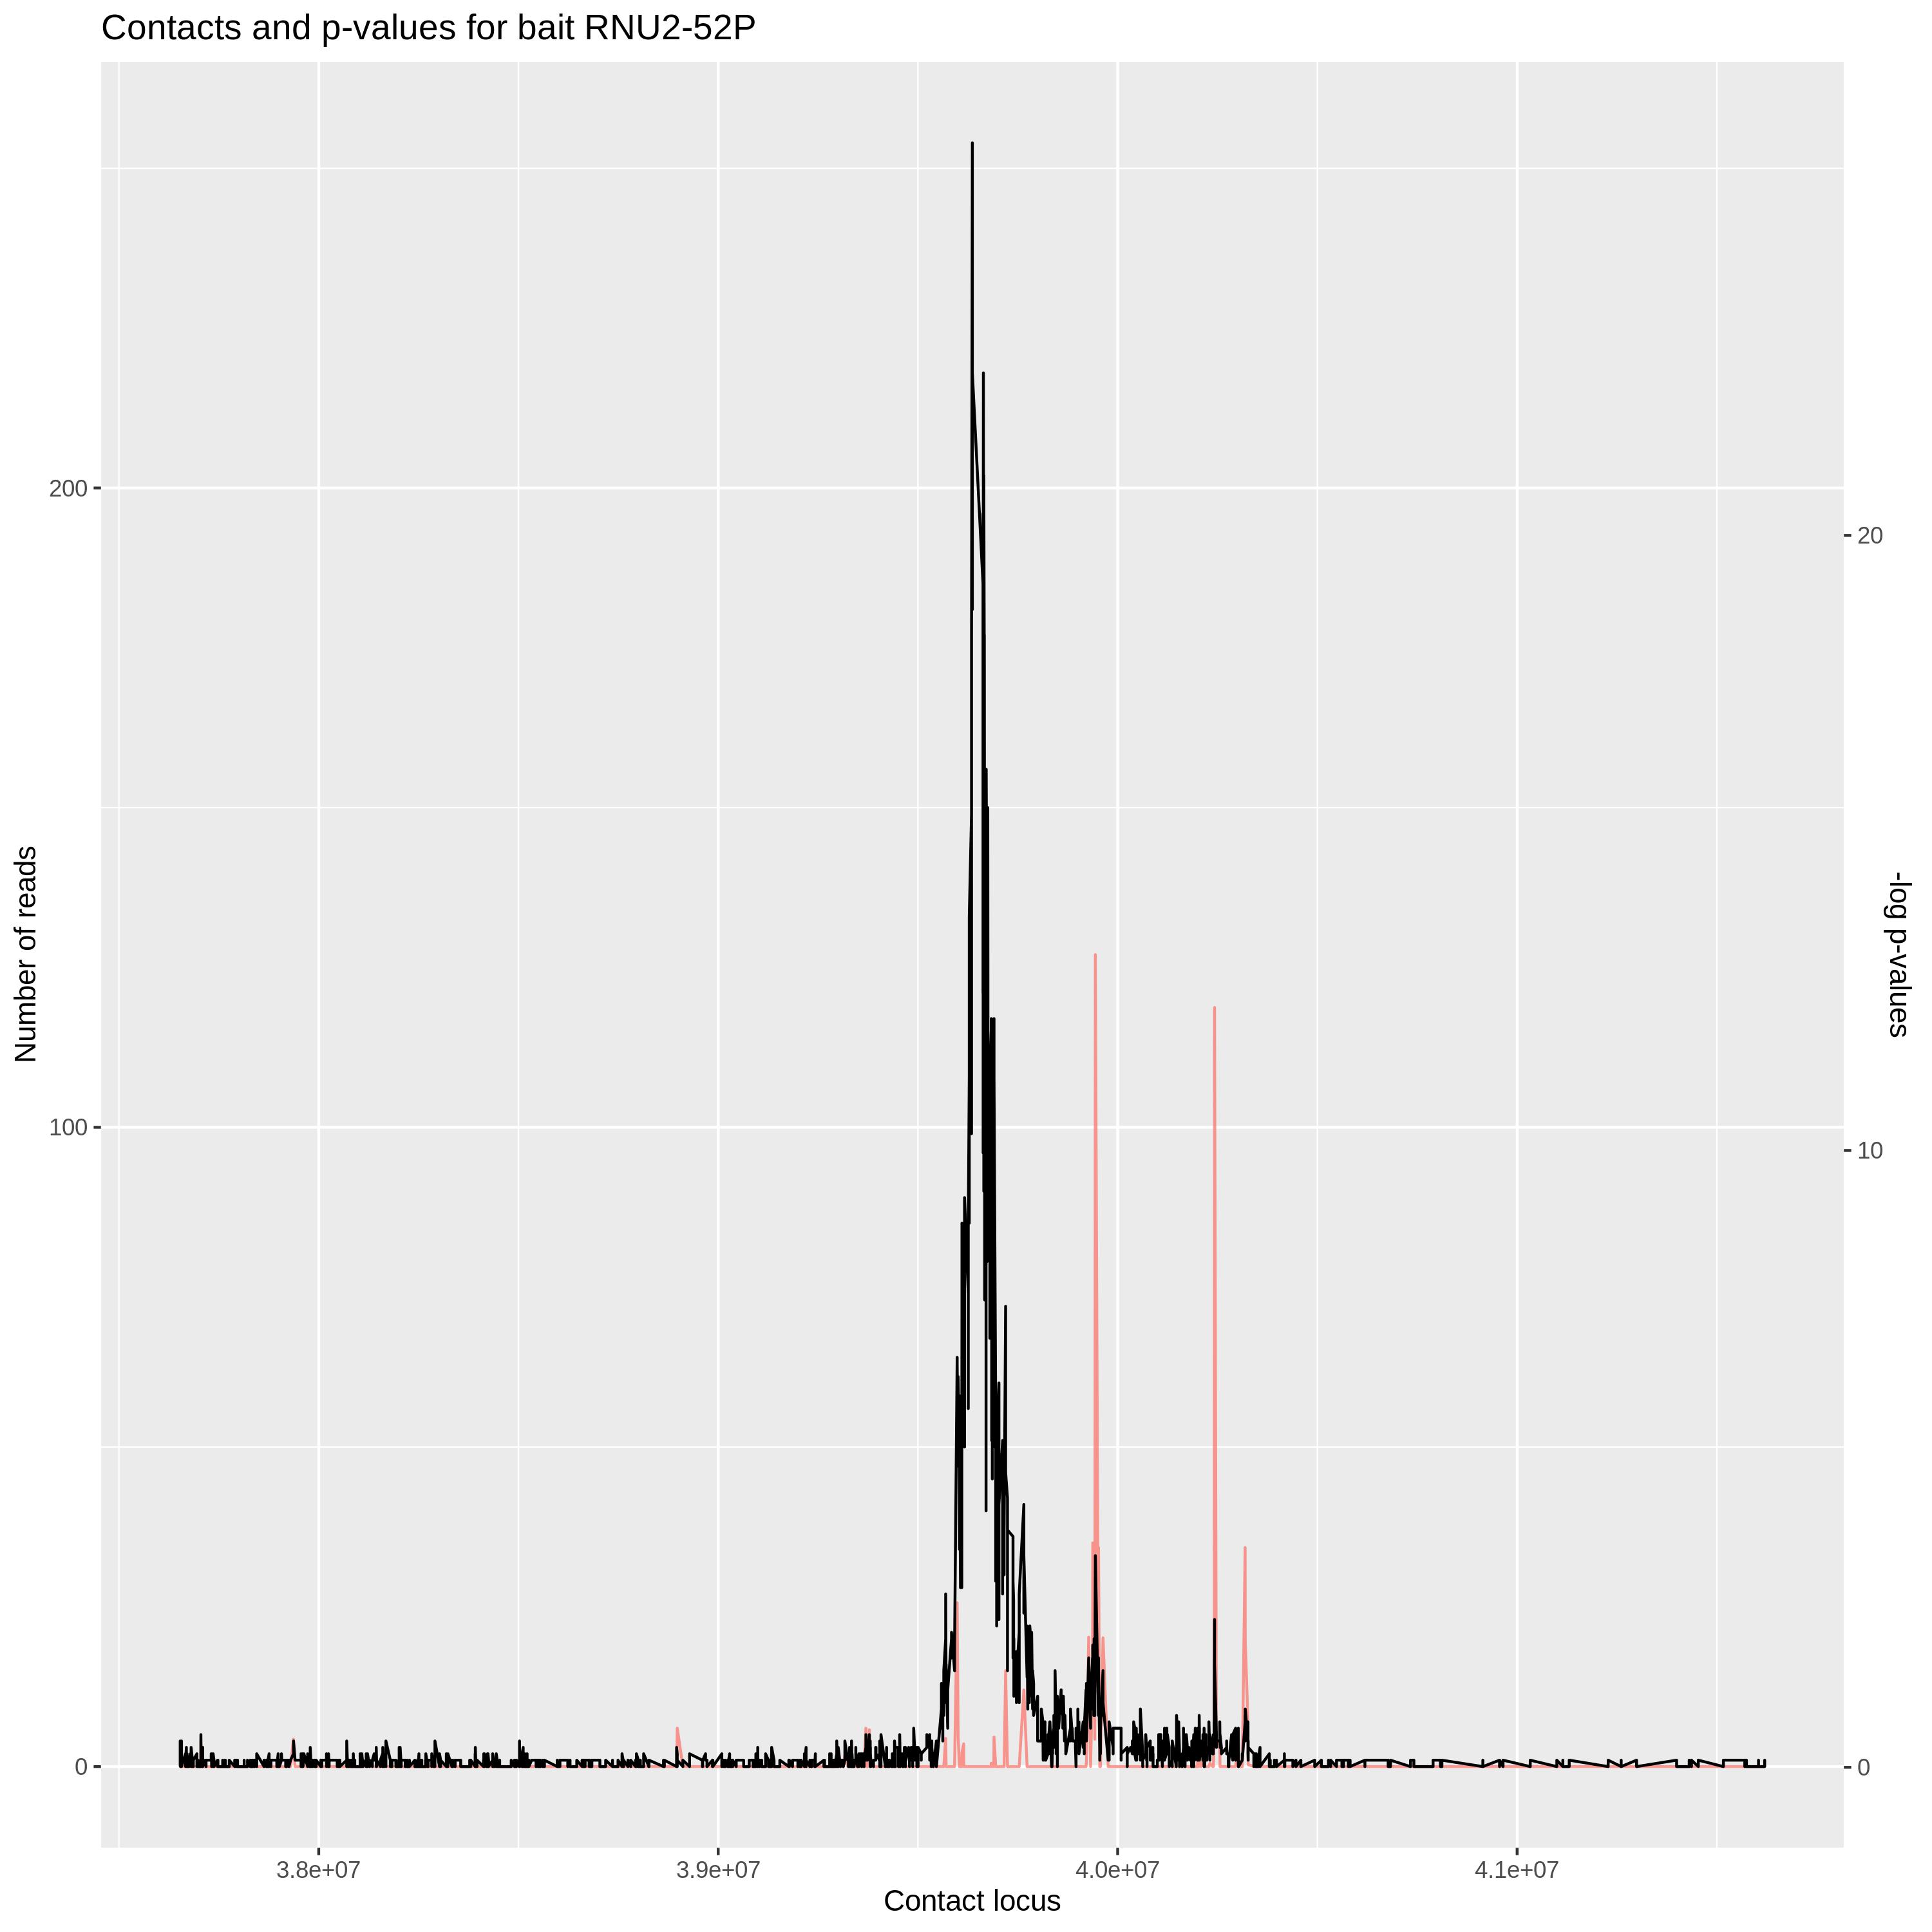 Contacts and p-values for bait RNU2-52P
Number of reads
200
100
0
20
10
0
-log p-values
3.8e+07
3.9e+07
4.0e+07
4.1e+07
Contact locus